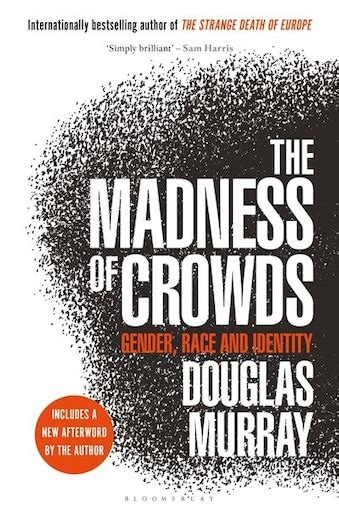 Internationally bestselling author of THE STRANGE DEATH OF EUROPE
'Simply brilliant' – Sam Harris
THE
MADNESS
OF CROWDS
GENDER, RACE AND IDENTITY
DOUGLAS
MURRAY
INCLUDES A
NEW AFTERWORD
BY THE AUTHOR
BLOOMSBURY